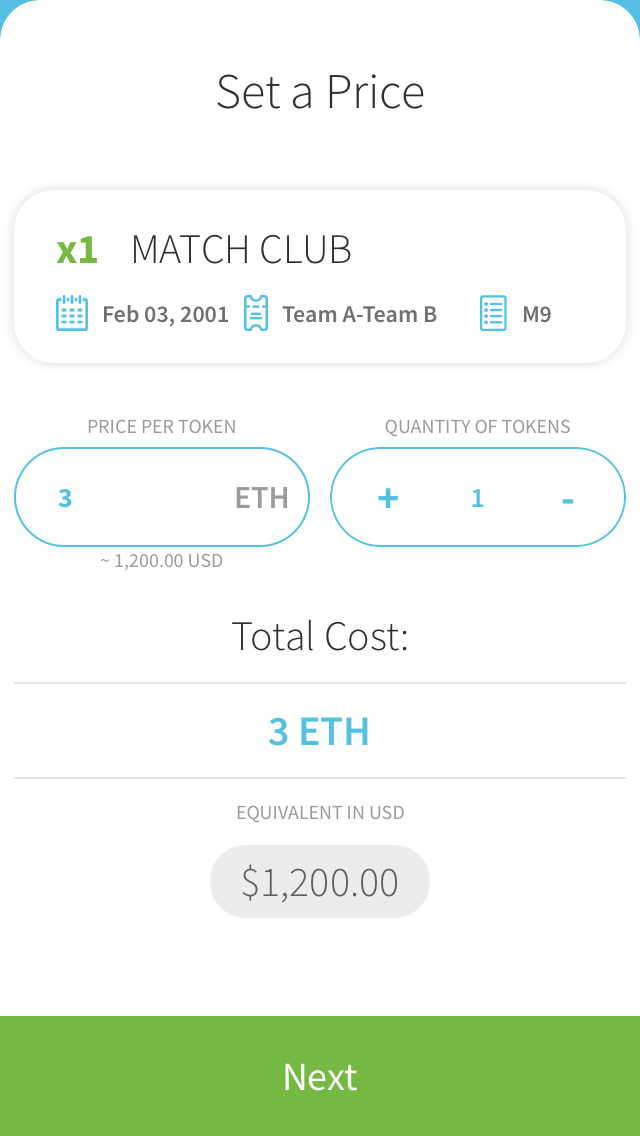 Set a Price
x1 MATCH CLUB
Feb 03, 2001 Team A-Team B M9
PRICE PER TOKEN QUANTITY OF TOKENS
3 ETH + 1 -
~ 1,200.00 USD
Total Cost:
3 ETH
EQUIVALENT IN USD
$1,200.00
Next